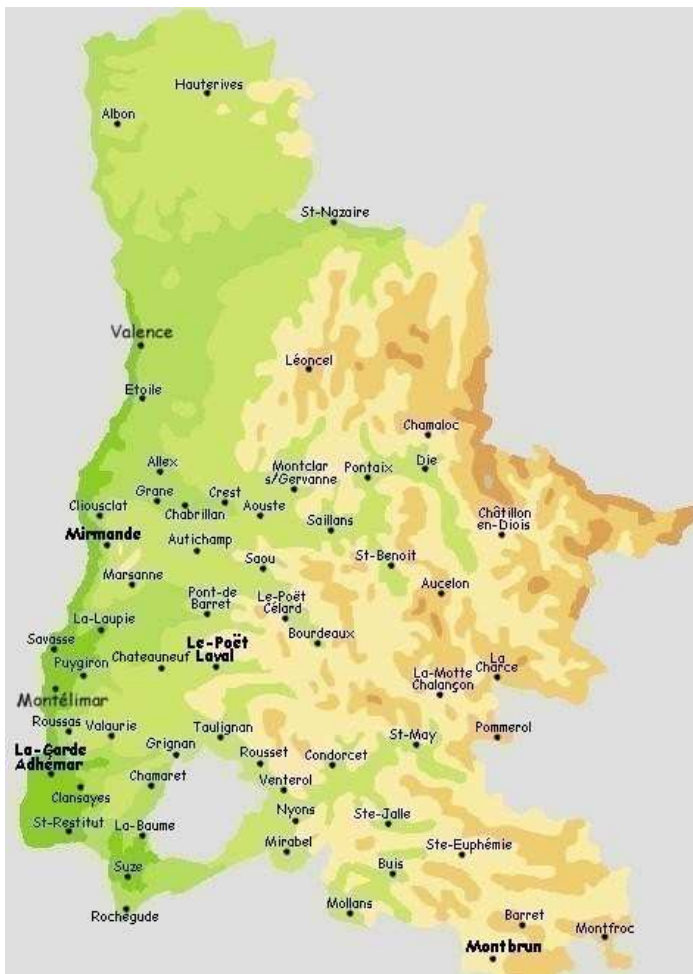 Hauterives
Albon
St-Nazaire
Valence
Léoncel
Etoile
Chamaloc
Allex
Montclar
s/Gervanne
Pontaix
Die
Grane
Crest
Cliousclat
Chabrillan
Aouste
Saillans
Châtillon
en-Diois
Mirmande
Autichamp
Saou
St-Benoit
Marsanne
Aucelon
Pont-de
Barret
Le-Poët
Célard
La-Laupie
Bourdeaux
Savasse
Le-Poët
Laval
Puygiron
Chateauneuf
La
Charce
La-Motte
Chalançon
Montélimar
Roussas
Valaurie
Taulignan
St-May
Pommerol
La-Garde
Adhémar
Grignan
Rousset
Condorcet
Chamaret
Venterol
Clansayes
Nyons
Ste-Jalle
St-Restitut
La-Baume
Mirabel
Ste-Euphémie
Suze
Buis
Rochegude
Mollans
Barret
Montfroc
Montbrun